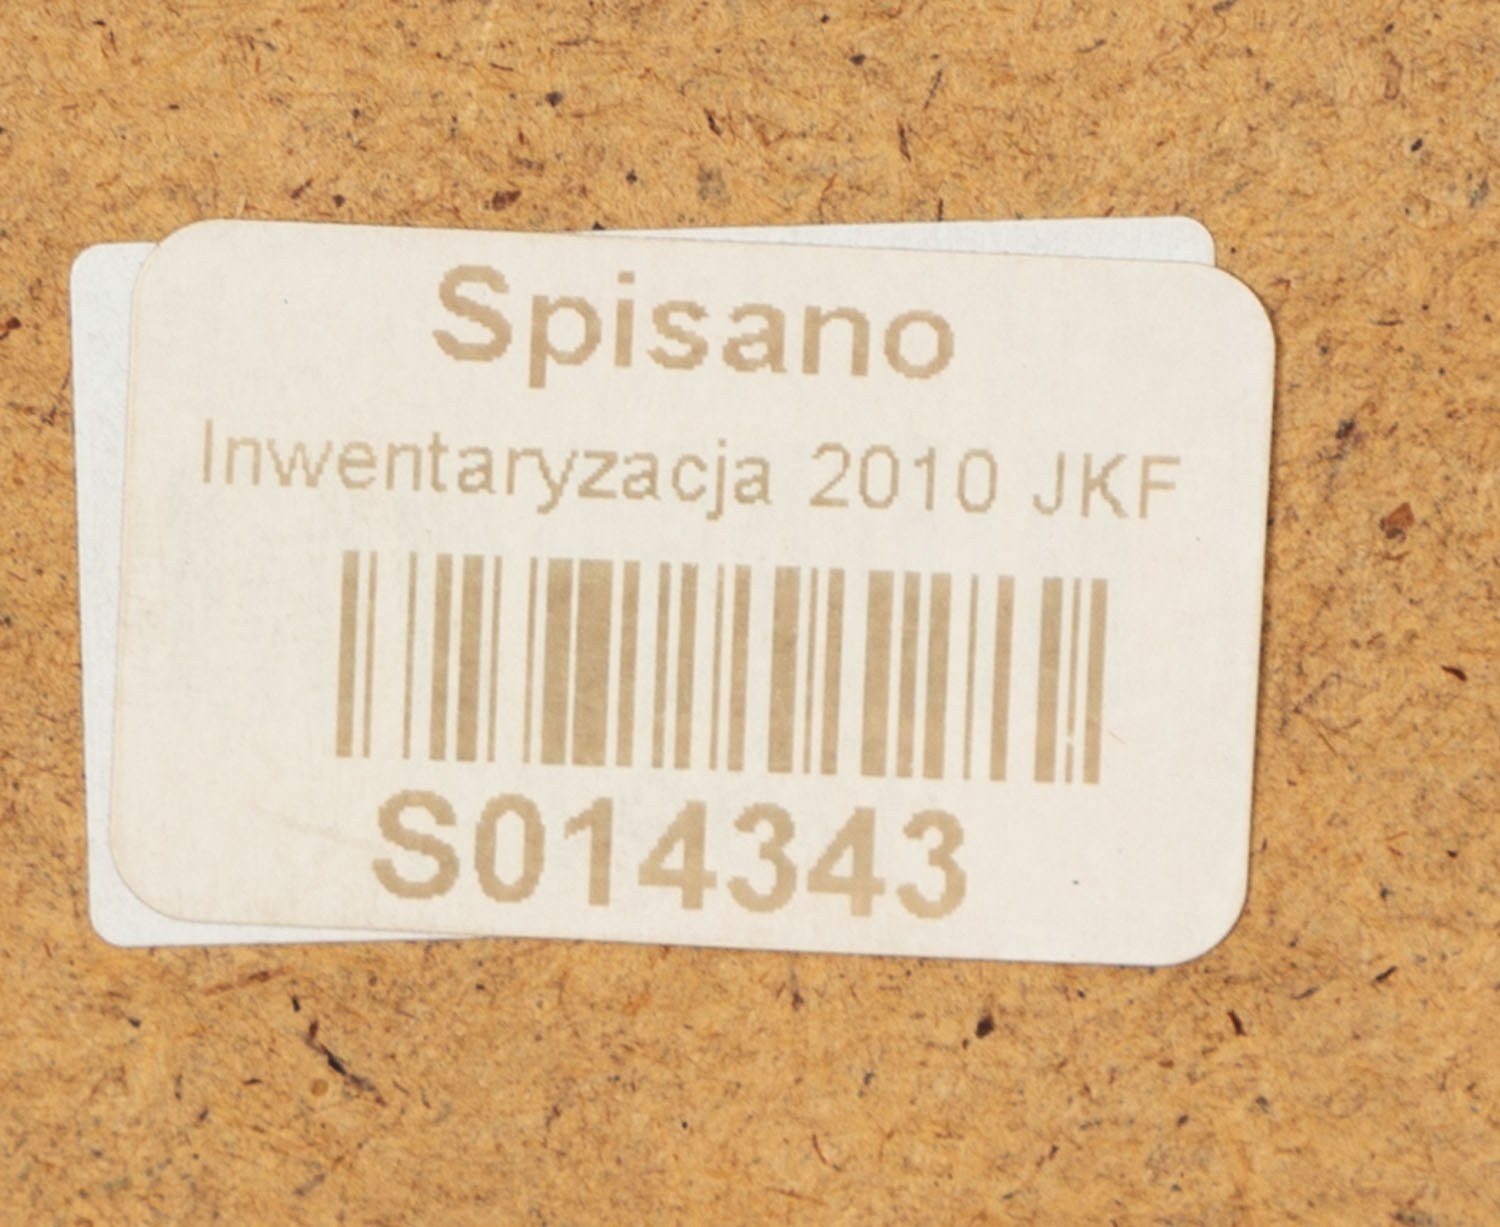 Spisano
Inwentaryzacja 2010 JKF
S014343